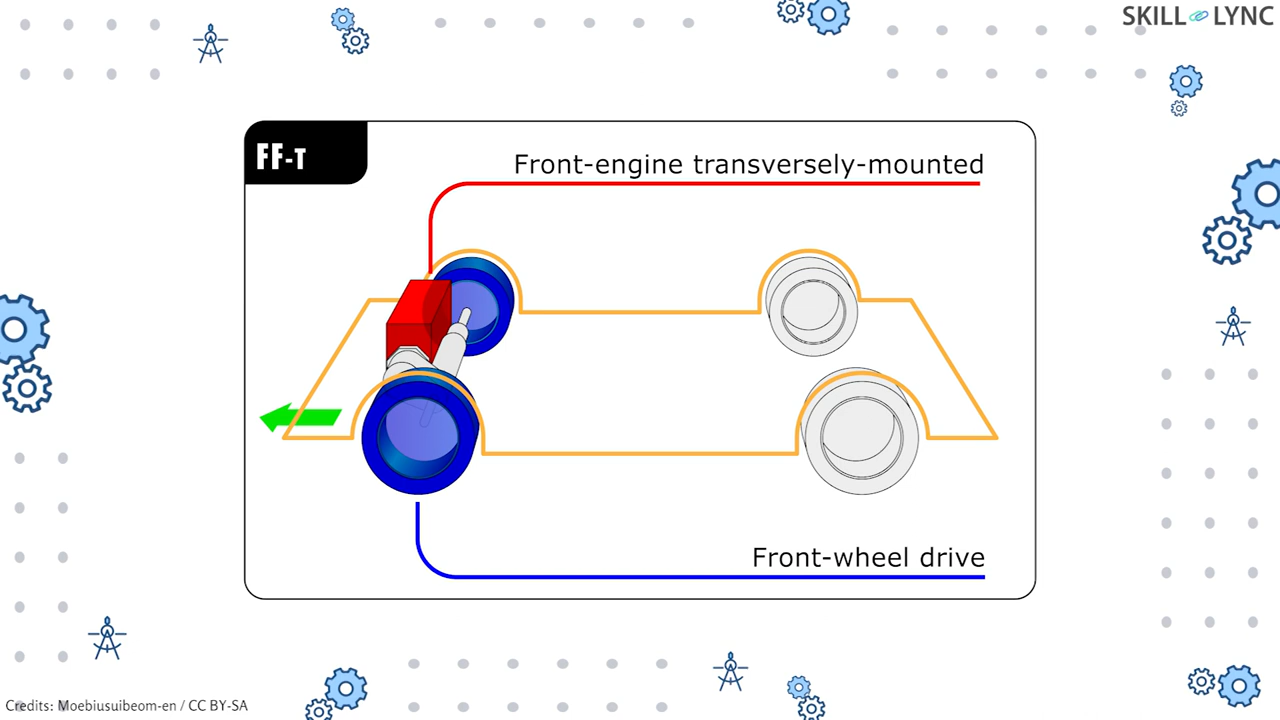 SKILL LYNC
FF-T
Front-engine transversely-mounted
Front-wheel drive
Credits: Moebiusuibeom-en / CC BY-SA